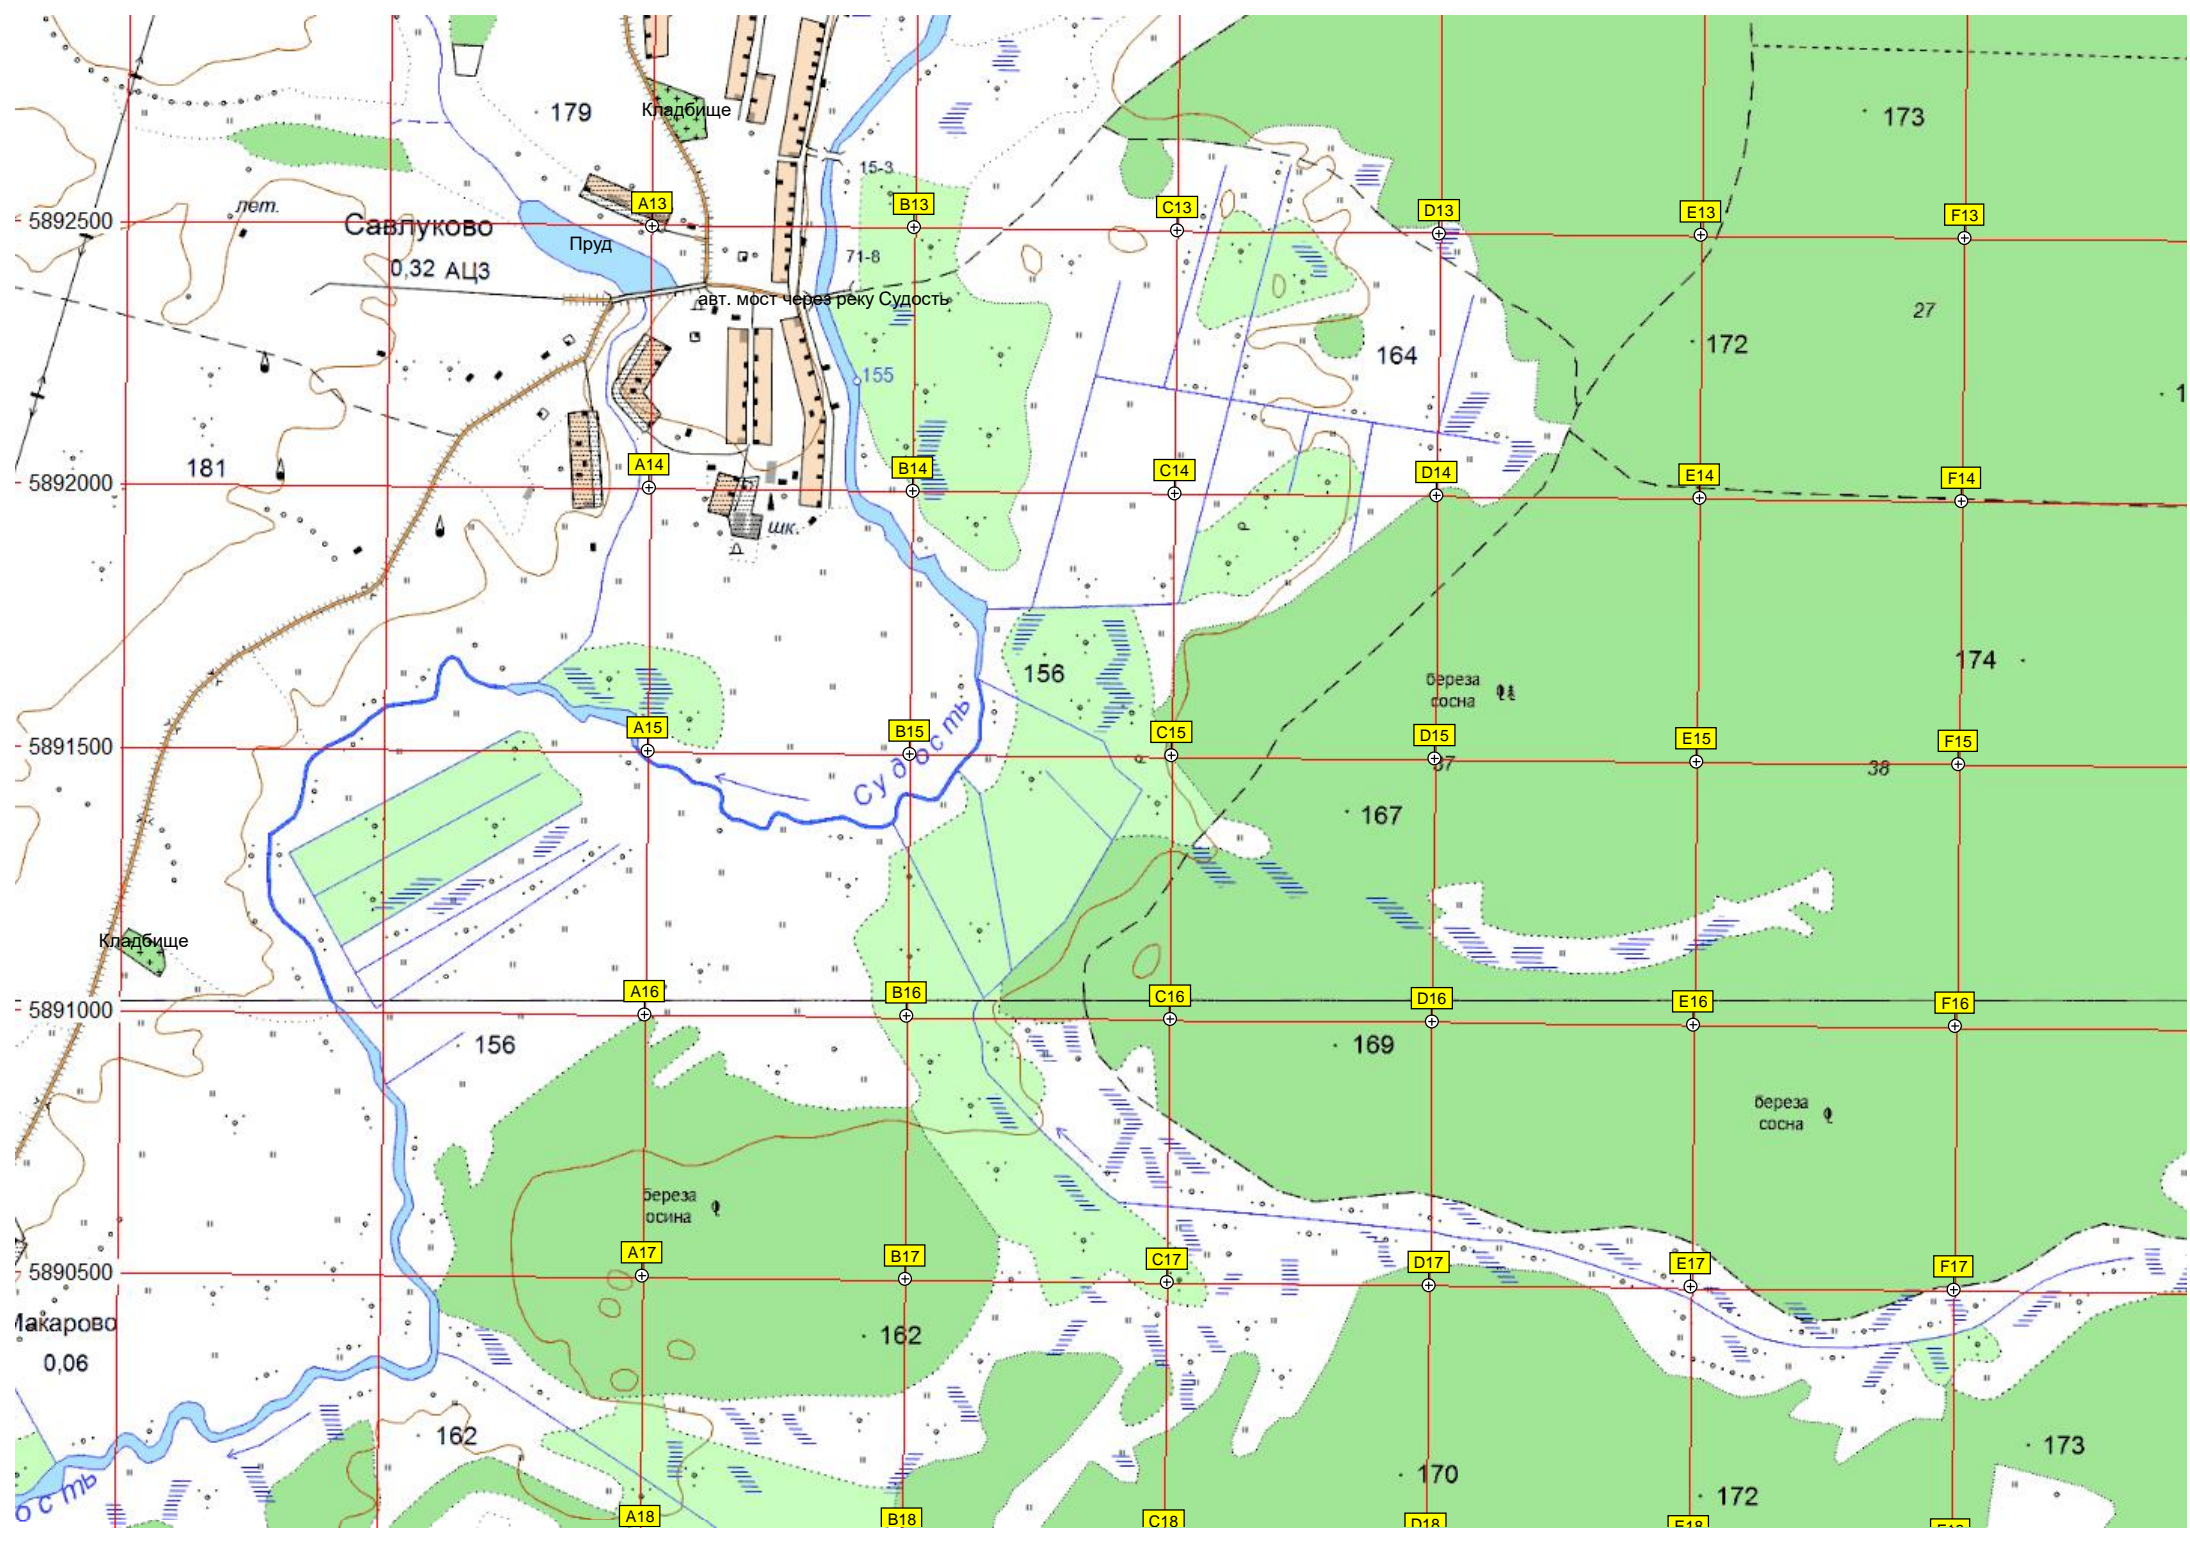 179
Кладбище
173
15-3
лет.
A13
B13
C13
D13
E13
F13
5892500
Савлуково
Пруд
71-8
0,32 АЦЗ
авт. мост через реку Судость
27
172
164
155
1
181
A14
B14
C14
D14
E14
F14
5892000
шк.
156
174
береза
сосна
Судость
A15
B15
C15
D15
E15
F15
5891500
38
167
Кладбище
A16
B16
C16
D16
E16
F16
5891000
156
169
береза
сосна
береза
осина
A17
B17
C17
D17
E17
F17
5890500
Макарово
0,06
162
162
173
170
172
ость
A18
B18
C18
D18
E18